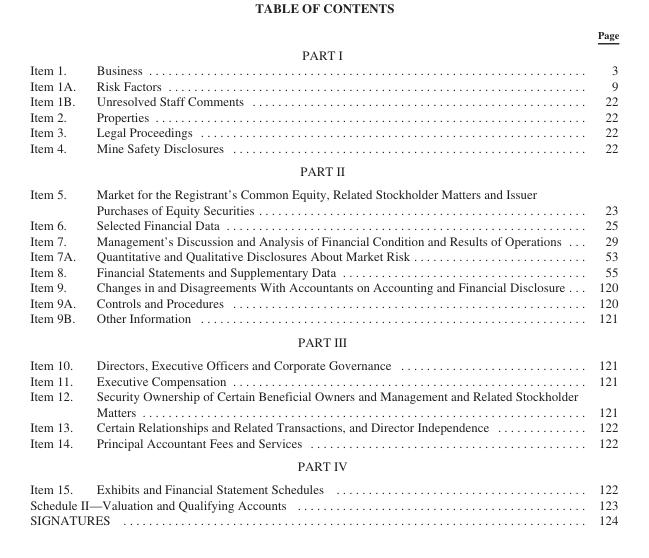 TABLE OF CONTENTS
Page
PART I
Item 1. Business . . . . . . . . . . . . . . . . . . . . 3
Item 1A. Risk Factors . . . . . . . . . . . . . . . . . . . . 9
Item 1B. Unresolved Staff Comments . . . . . . . . . . . . . . . . . . . . 22
Item 2. Properties . . . . . . . . . . . . . . . . . . . . 22
Item 3. Legal Proceedings . . . . . . . . . . . . . . . . . . . . 22
Item 4. Mine Safety Disclosures . . . . . . . . . . . . . . . . . . . . 22
PART II
Item 5. Market for the Registrant's Common Equity, Related Stockholder Matters and Issuer
Purchases of Equity Securities . . . . . . . . . . . . . . . . . . . . 23
Item 6. Selected Financial Data . . . . . . . . . . . . . . . . . . . . 25
Item 7. Management's Discussion and Analysis of Financial Condition and Results of Operations . . . 29
Item 7A. Quantitative and Qualitative Disclosures About Market Risk . . . . . . . . . . . . . . . . . . . . 53
Item 8. Financial Statements and Supplementary Data . . . . . . . . . . . . . . . . . . . . 55
Item 9. Changes in and Disagreements With Accountants on Accounting and Financial Disclosure . . . 120
Item 9A. Controls and Procedures . . . . . . . . . . . . . . . . . . . . 120
Item 9B. Other Information . . . . . . . . . . . . . . . . . . . . 121
PART III
Item 10. Directors, Executive Officers and Corporate Governance . . . . . . . . . . . . . . . . . . . . 121
Item 11. Executive Compensation . . . . . . . . . . . . . . . . . . . . 121
Item 12. Security Ownership of Certain Beneficial Owners and Management and Related Stockholder
Matters . . . . . . . . . . . . . . . . . . . . 121
Item 13. Certain Relationships and Related Transactions, and Director Independence . . . . . . . . . . . . . . 122
Item 14. Principal Accountant Fees and Services . . . . . . . . . . . . . . . . . . . . 122
PART IV
Item 15. Exhibits and Financial Statement Schedules . . . . . . . . . . . . . . . . . . . . 122
Schedule II—Valuation and Qualifying Accounts . . . . . . . . . . . . . . . . . . . . 123
SIGNATURES . . . . . . . . . . . . . . . . . . . . 124